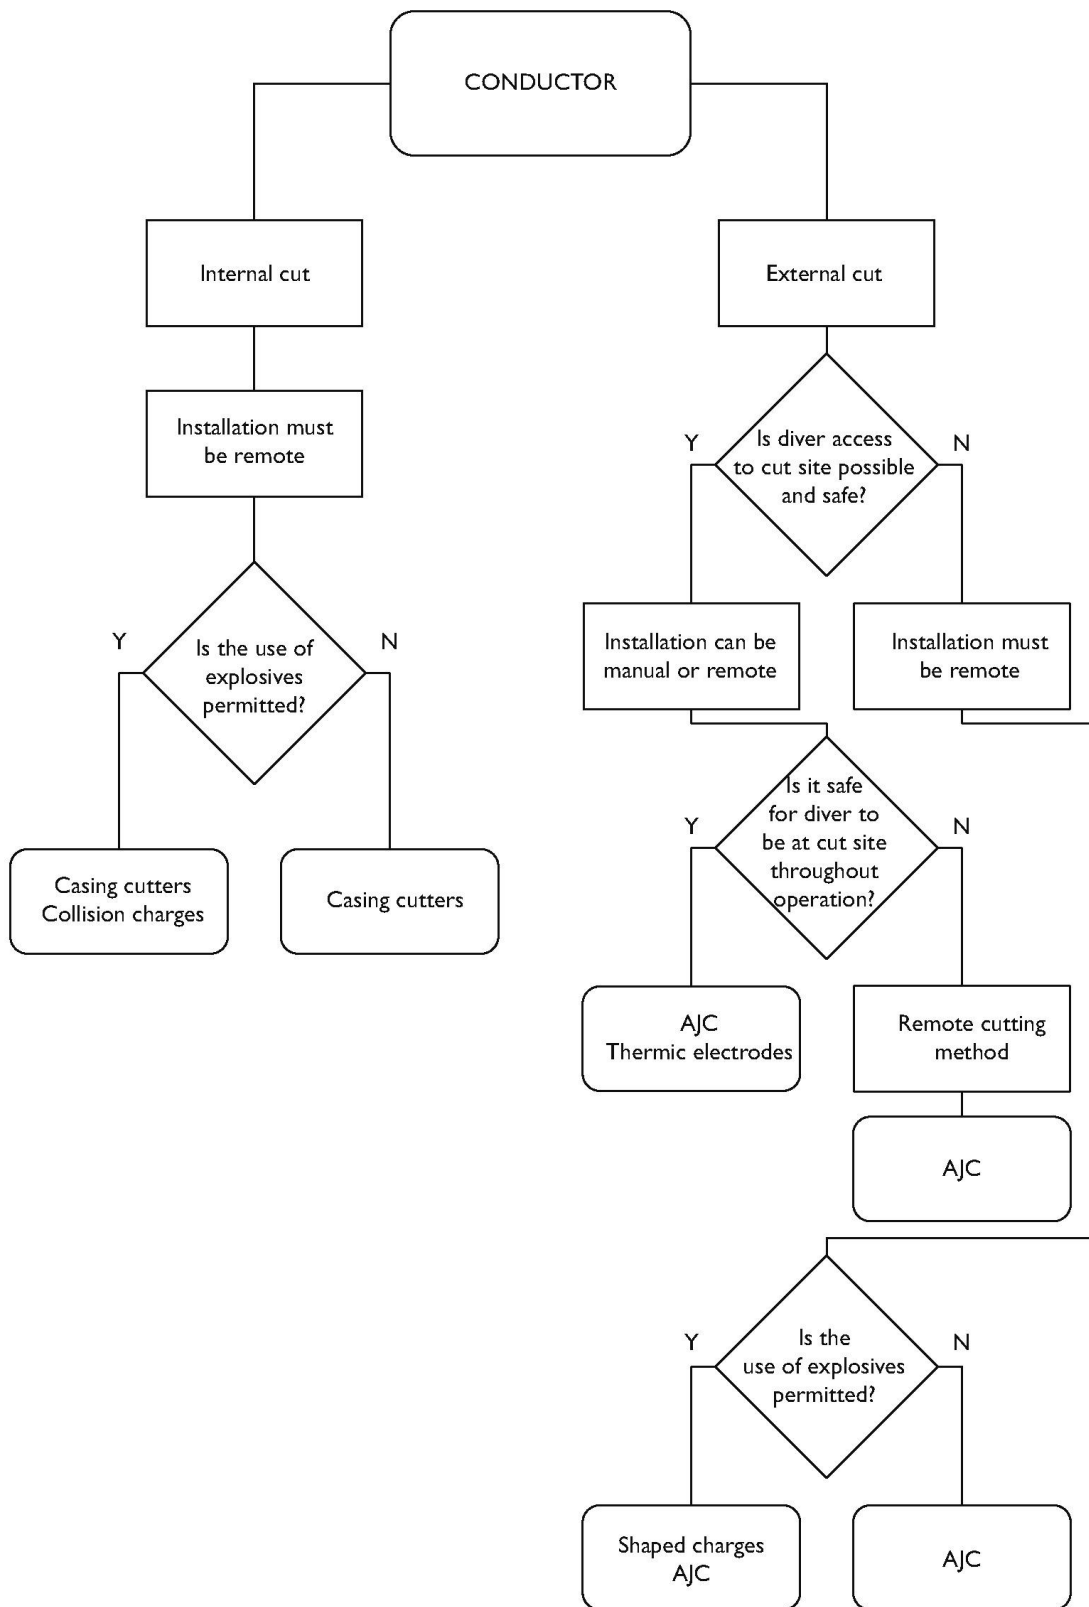 CONDUCTOR
Internal cut
External cut
Installation must
be remote
Y
Is diver access
to cut site possible
and safe?
N
Y
Is the use of
explosives
permitted?
N
Installation can be
manual or remote
Installation must
be remote
Y
Is it safe
for diver to
be at cut site
throughout
operation?
N
Casing cutters
Collision charges
Casing cutters
AJC
Thermic electrodes
Remote cutting
method
AJC
Y
Is the
use of explosives
permitted?
N
Shaped charges
AJC
AJC